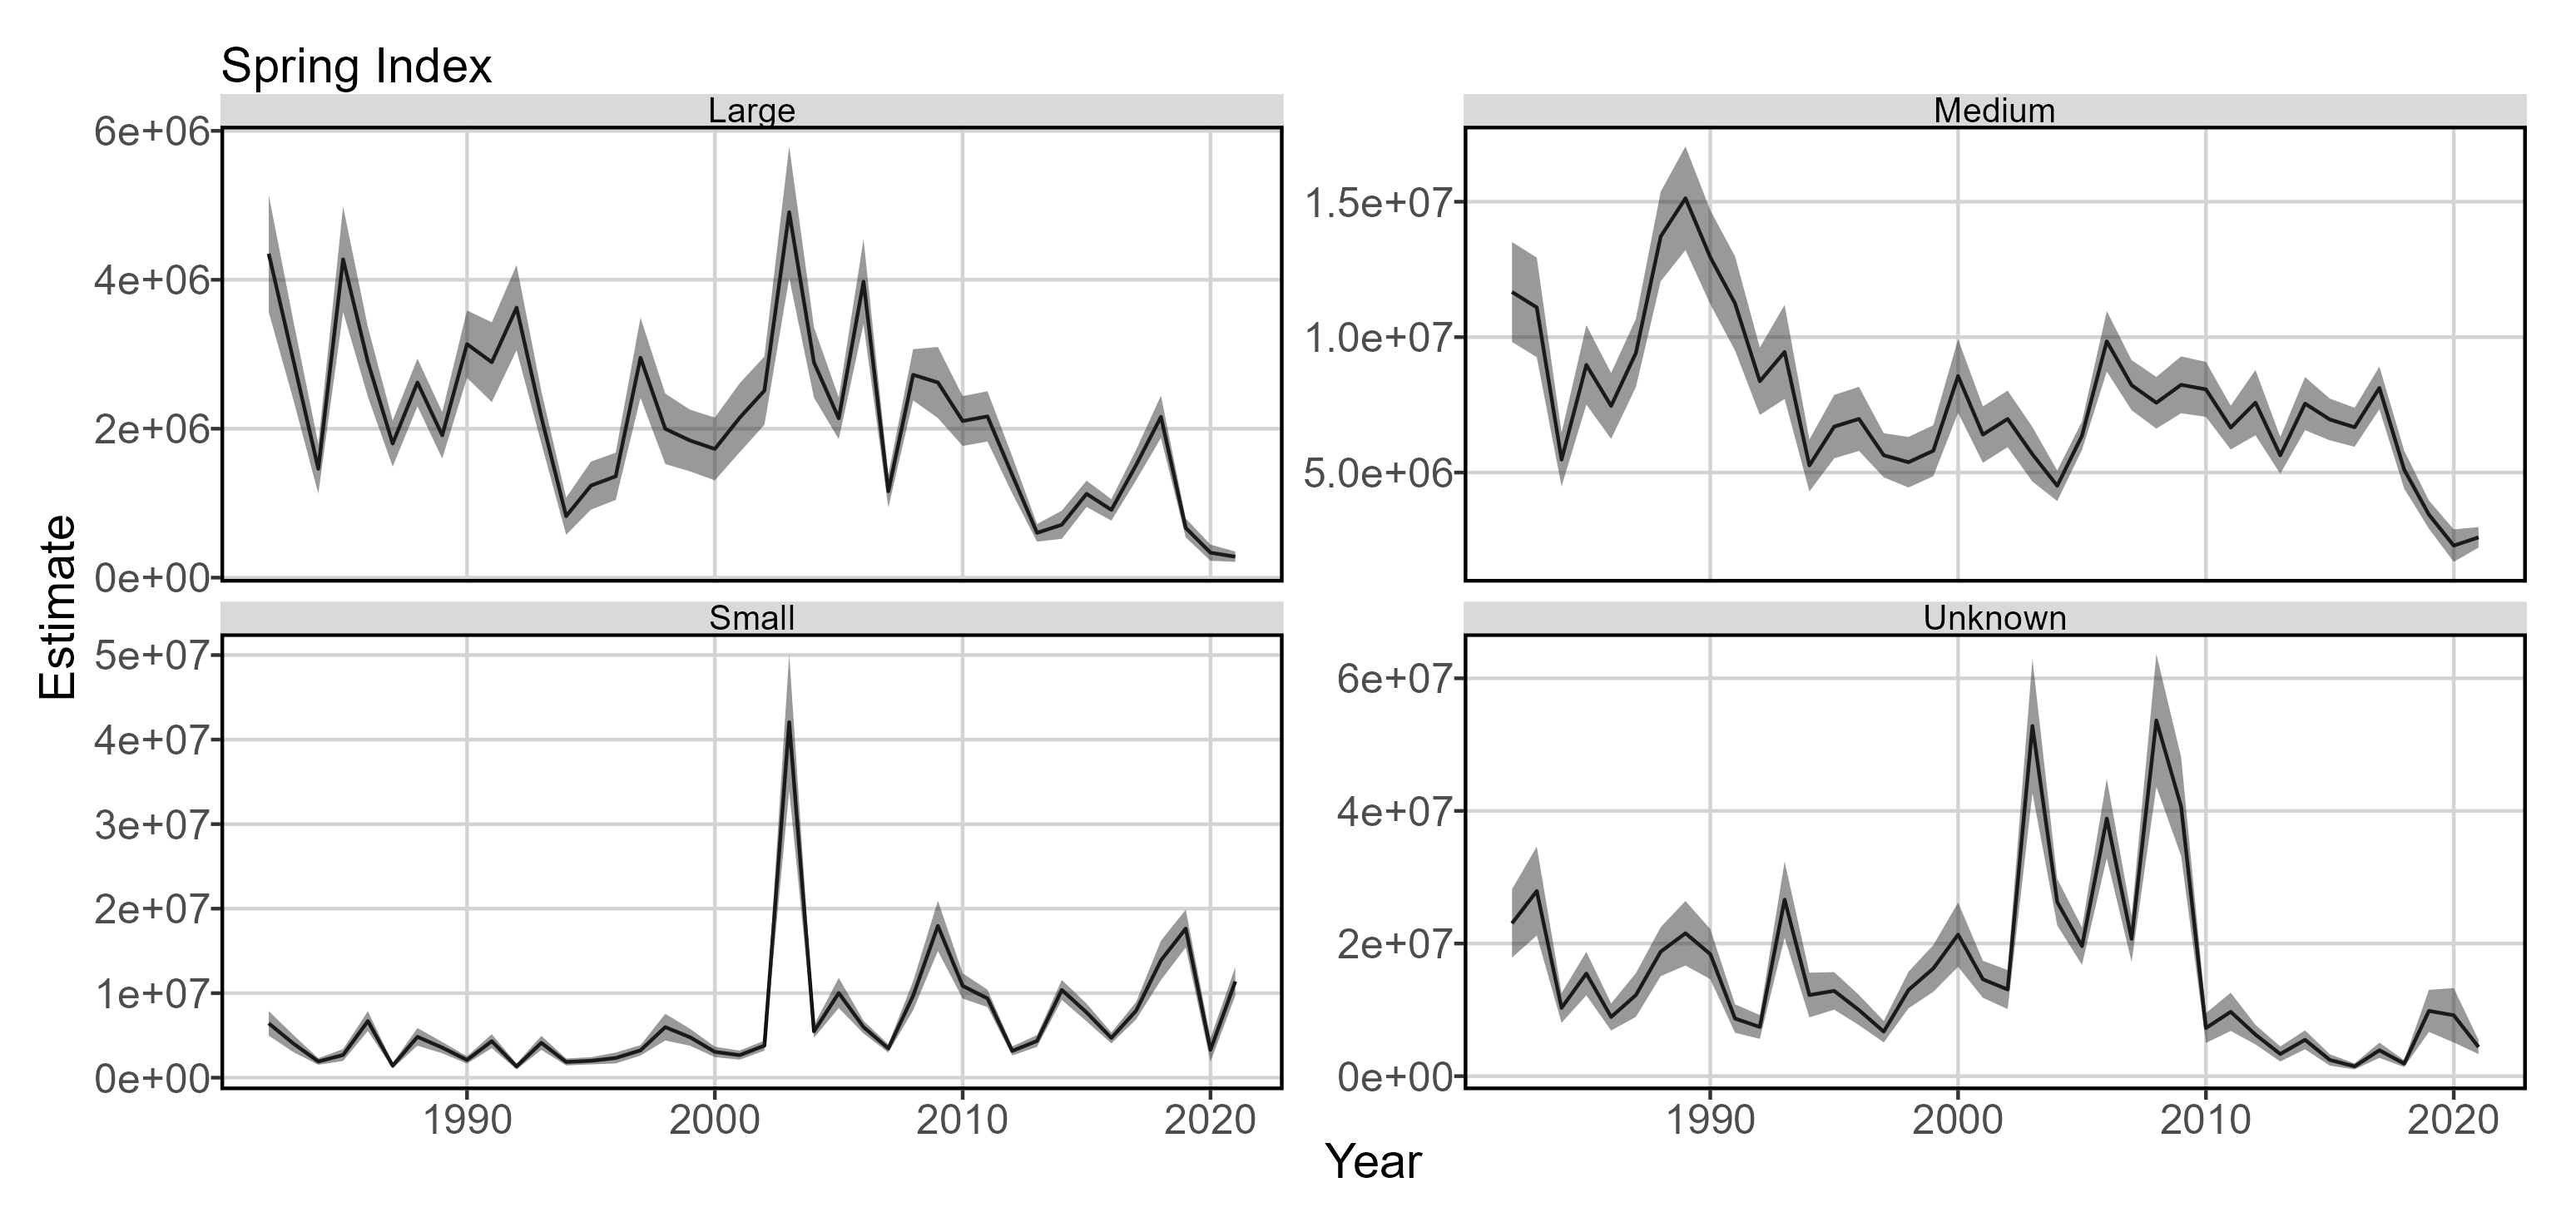 Spring Index
Large
Medium
6e+06
4e+06
2e+06
0e+00
1.5e+07
1.0e+07
5.0e+06
Estimate
Small
Unknown
5e+07
4e+07
3e+07
2e+07
1e+07
0e+00
6e+07
4e+07
2e+07
0e+00
1990 2000 2010 2020
1990 2000 2010 2020
Year